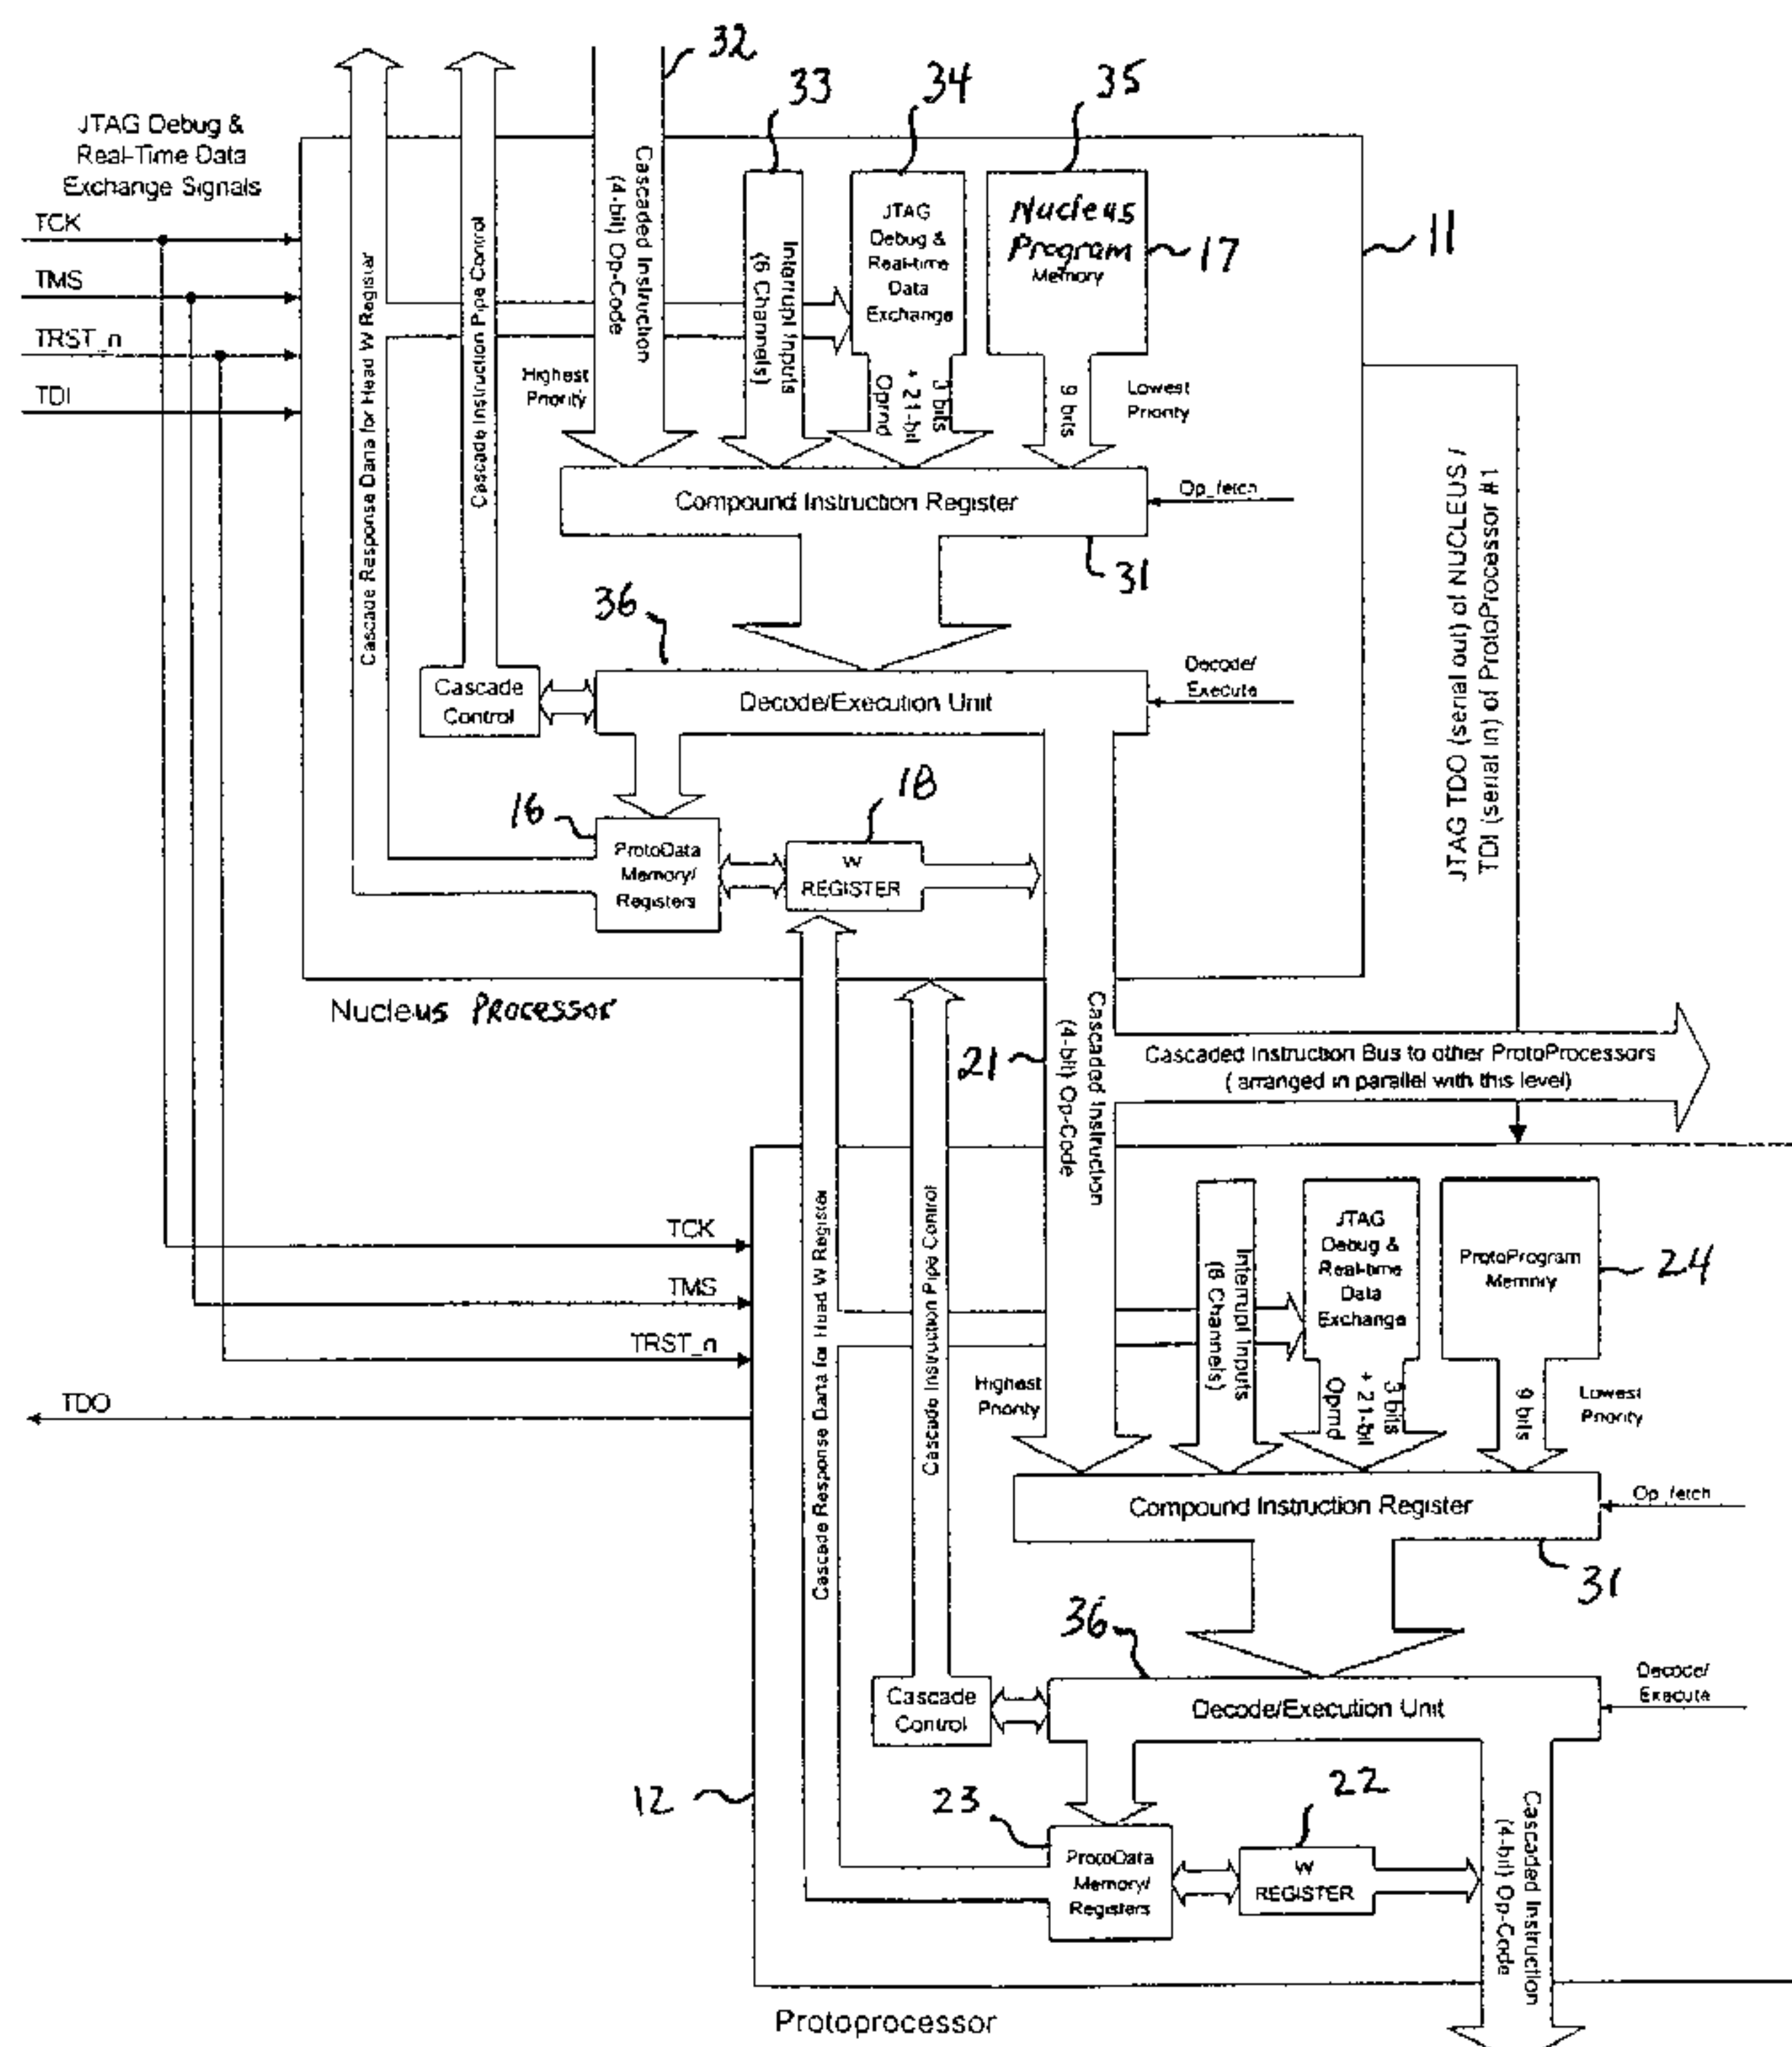 32
33
34
35
JTAG Debug &
Real-Time Data
Exchange Signals
TCK
TMS
TRST_n
TDI
Cascade Response Daria for Head W Register
Cascade Instruction Pipe Control
Cascaded Instruction
(4-bit) Op-Code
Interrupt Inputs
(6 Channels)
JTAG
Debug &
Real-time
Data
Exchange
Nucleus
Program
Memory
17
11
Highest
Priority
3 bits
+ 21-bit
Oprnd
9 bits
Lowest
Priority
Compound Instruction Register
Op_fetch
31
36
Cascade
Control
Decode/Execution Unit
Decode/
Execute
JTAG TDO (serial out) of NUCLEUS /
TDI (serial in) of ProtoProcessor #1
16
18
ProtoData
Memory/
Registers
W
REGISTER
Nucleus Processor
21
Cascaded Instruction
(4-bit) Op-Code
Cascaded Instruction Bus to other ProtoProcessors
( arranged in parallel with this level)
TCK
TMS
TRST_n
TDO
Cascade Response Data for Head W Register
Cascade Instruction Pipe Control
Interrupt Inputs
(6 Channels)
JTAG
Debug &
Real-time
Data
Exchange
ProtoProgram
Memory
24
Highest
Priority
3 bits
+ 21-bit
Oprnd
9 bits
Lowest
Priority
Compound Instruction Register
Op_fetch
31
36
Cascade
Control
Decode/Execution Unit
Decode/
Execute
12
23
22
ProtoData
Memory/
Registers
W
REGISTER
Cascaded Instruction
(4-bit) Op-Code
Protoprocessor